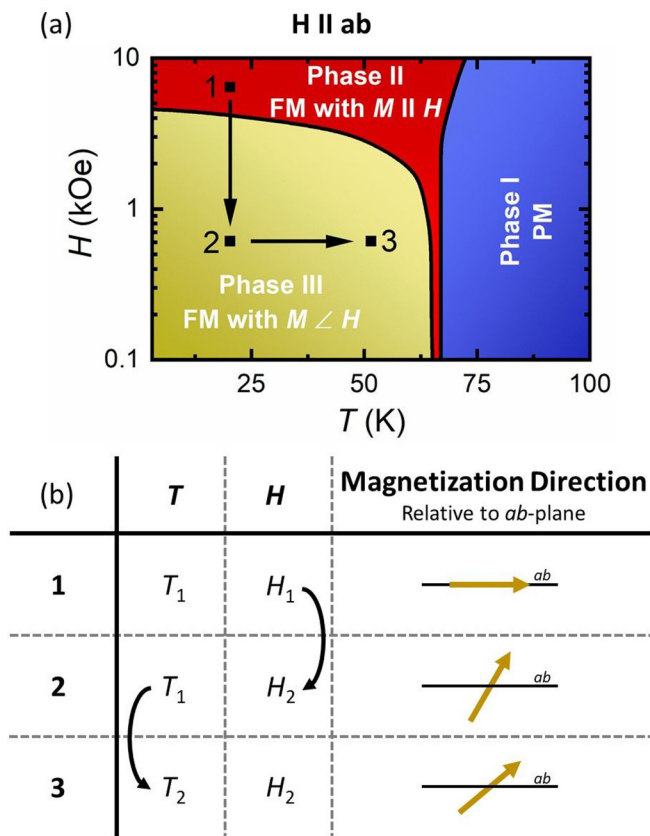 (a)
H II ab
10
1
0.1
H (kOe)
1
Phase II
FM with M II H
2
3
Phase III
FM with M ∠ H
Phase I
PM
25
50
75
100
T (K)
(b)
T
H
Magnetization Direction
Relative to ab-plane
1
T₁
H₁
ab
2
T₁
H₂
ab
3
T₂
H₂
ab